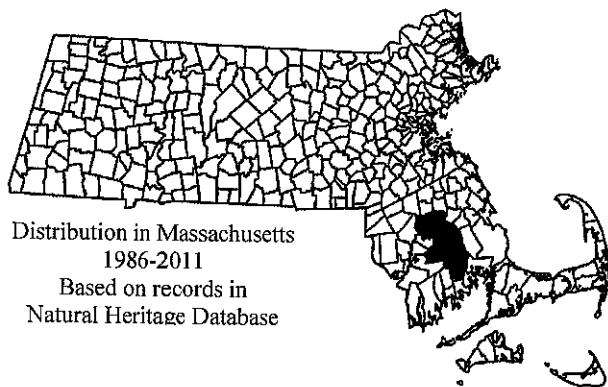 Distribution in Massachusetts
1986-2011
Based on records in
Natural Heritage Database